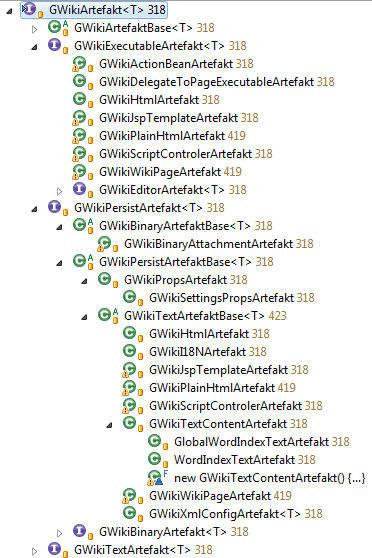 GWikiArtefakt<T> 318
GWikiArtefaktBase<T> 318
GWikiExecutableArtefakt<T> 318
GWikiActionBeanArtefakt 318
GWikiDelegateToPageExecutableArtefakt 318
GWikiHtmlArtefakt 318
GWikiJspTemplateArtefakt 318
GWikiPlainHtmlArtefakt 419
GWikiScriptControlerArtefakt 318
GWikiWikiPageArtefakt 419
GWikiEditorArtefakt<T> 318
GWikiPersistArtefakt<T> 318
GWikiBinaryArtefaktBase<T> 318
GWikiBinaryAttachmentArtefakt 318
GWikiPersistArtefaktBase<T> 318
GWikiPropsArtefakt 318
GWikiSettingsPropsArtefakt 318
GWikiTextArtefaktBase<T> 423
GWikiHtmlArtefakt 318
GWikiI18NArtefakt 318
GWikiJspTemplateArtefakt 318
GWikiPlainHtmlArtefakt 419
GWikiScriptControlerArtefakt 318
GWikiTextContentArtefakt 318
GlobalWordIndexTextArtefakt 318
WordIndexTextArtefakt 318
new GWikiTextContentArtefakt() {...}
GWikiWikiPageArtefakt 419
GWikiXmlConfigArtefakt<T> 318
GWikiBinaryArtefakt<T> 318
GWikiTextArtefakt<T> 318